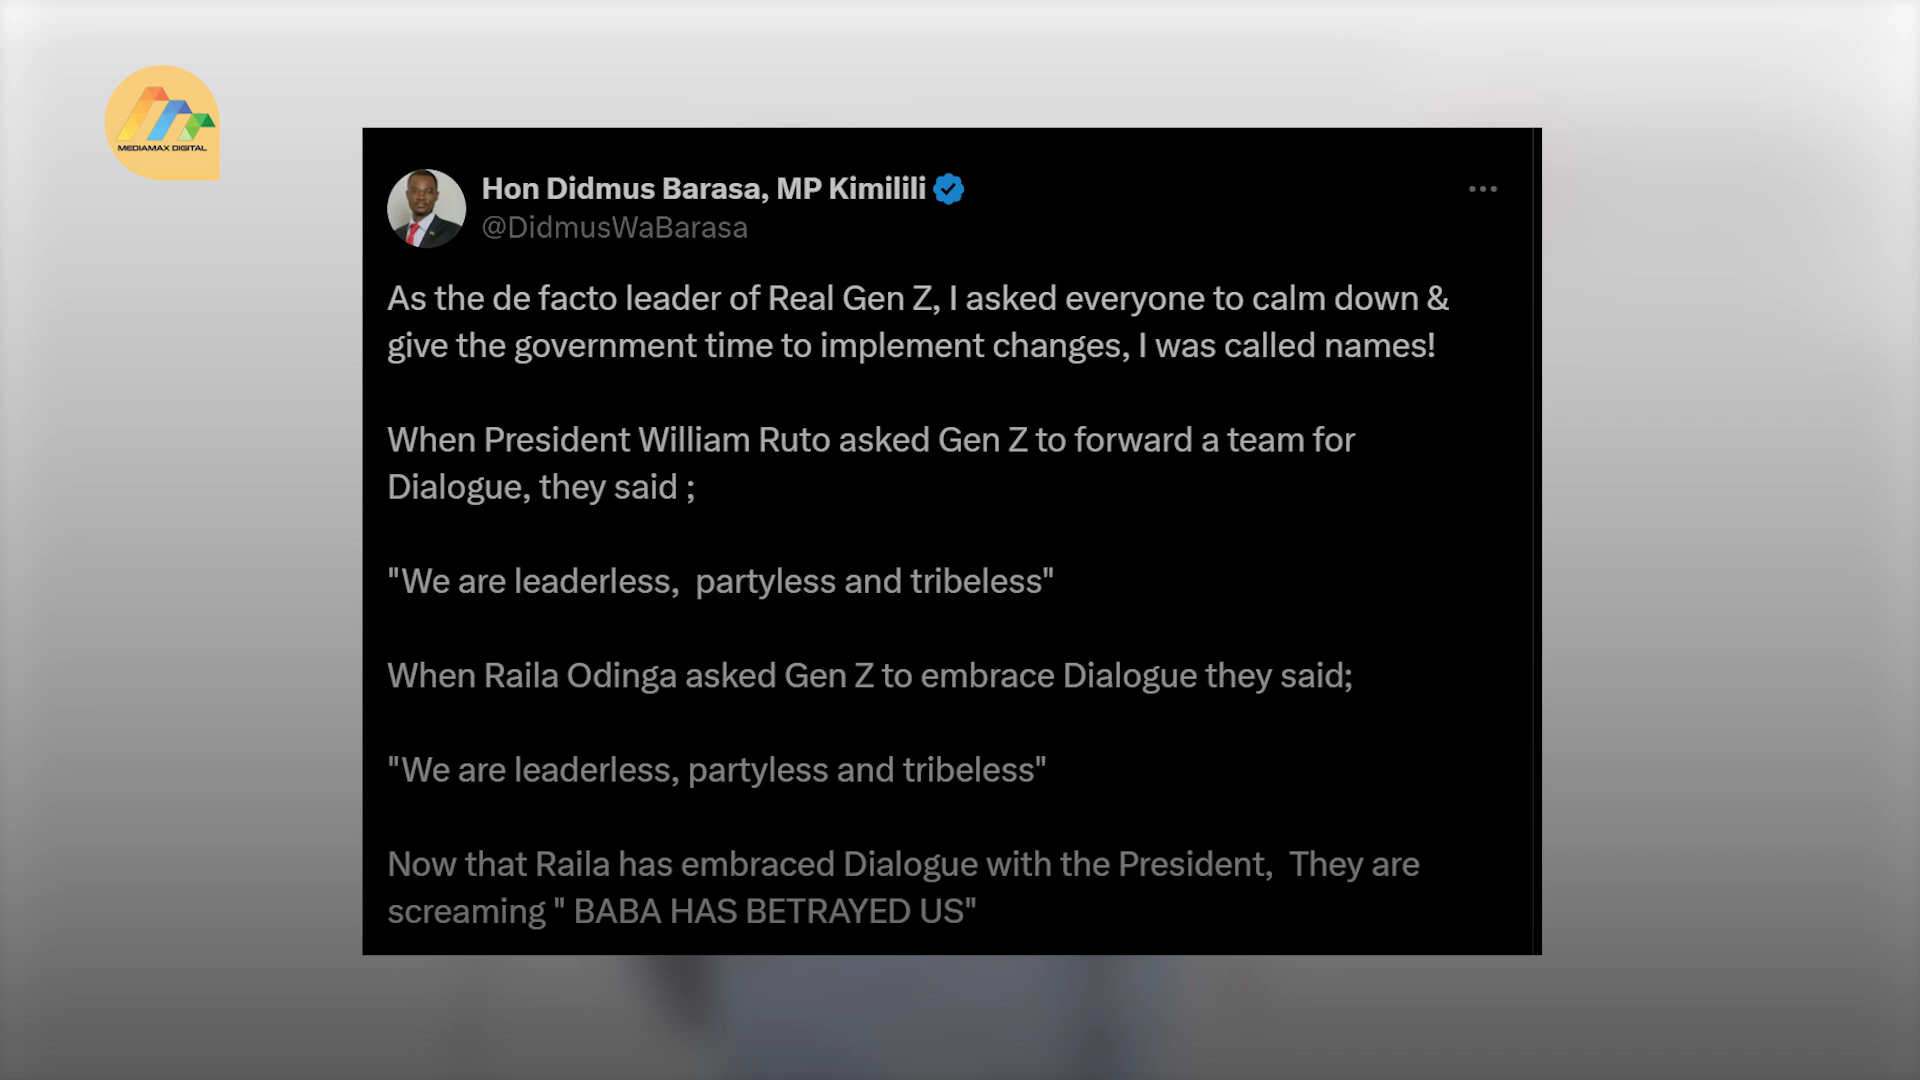 MEDIAMAX DIGITAL
Hon Didmus Barasa, MP Kimilili
@DidmusWaBarasa
As the de facto leader of Real Gen Z, I asked everyone to calm down &
give the government time to implement changes, I was called names!
When President William Ruto asked Gen Z to forward a team for
Dialogue, they said ;
"We are leaderless,  partyless and tribeless"
When Raila Odinga asked Gen Z to embrace Dialogue they said;
"We are leaderless, partyless and tribeless"
Now that Raila has embraced Dialogue with the President,  They are
screaming " BABA HAS BETRAYED US"